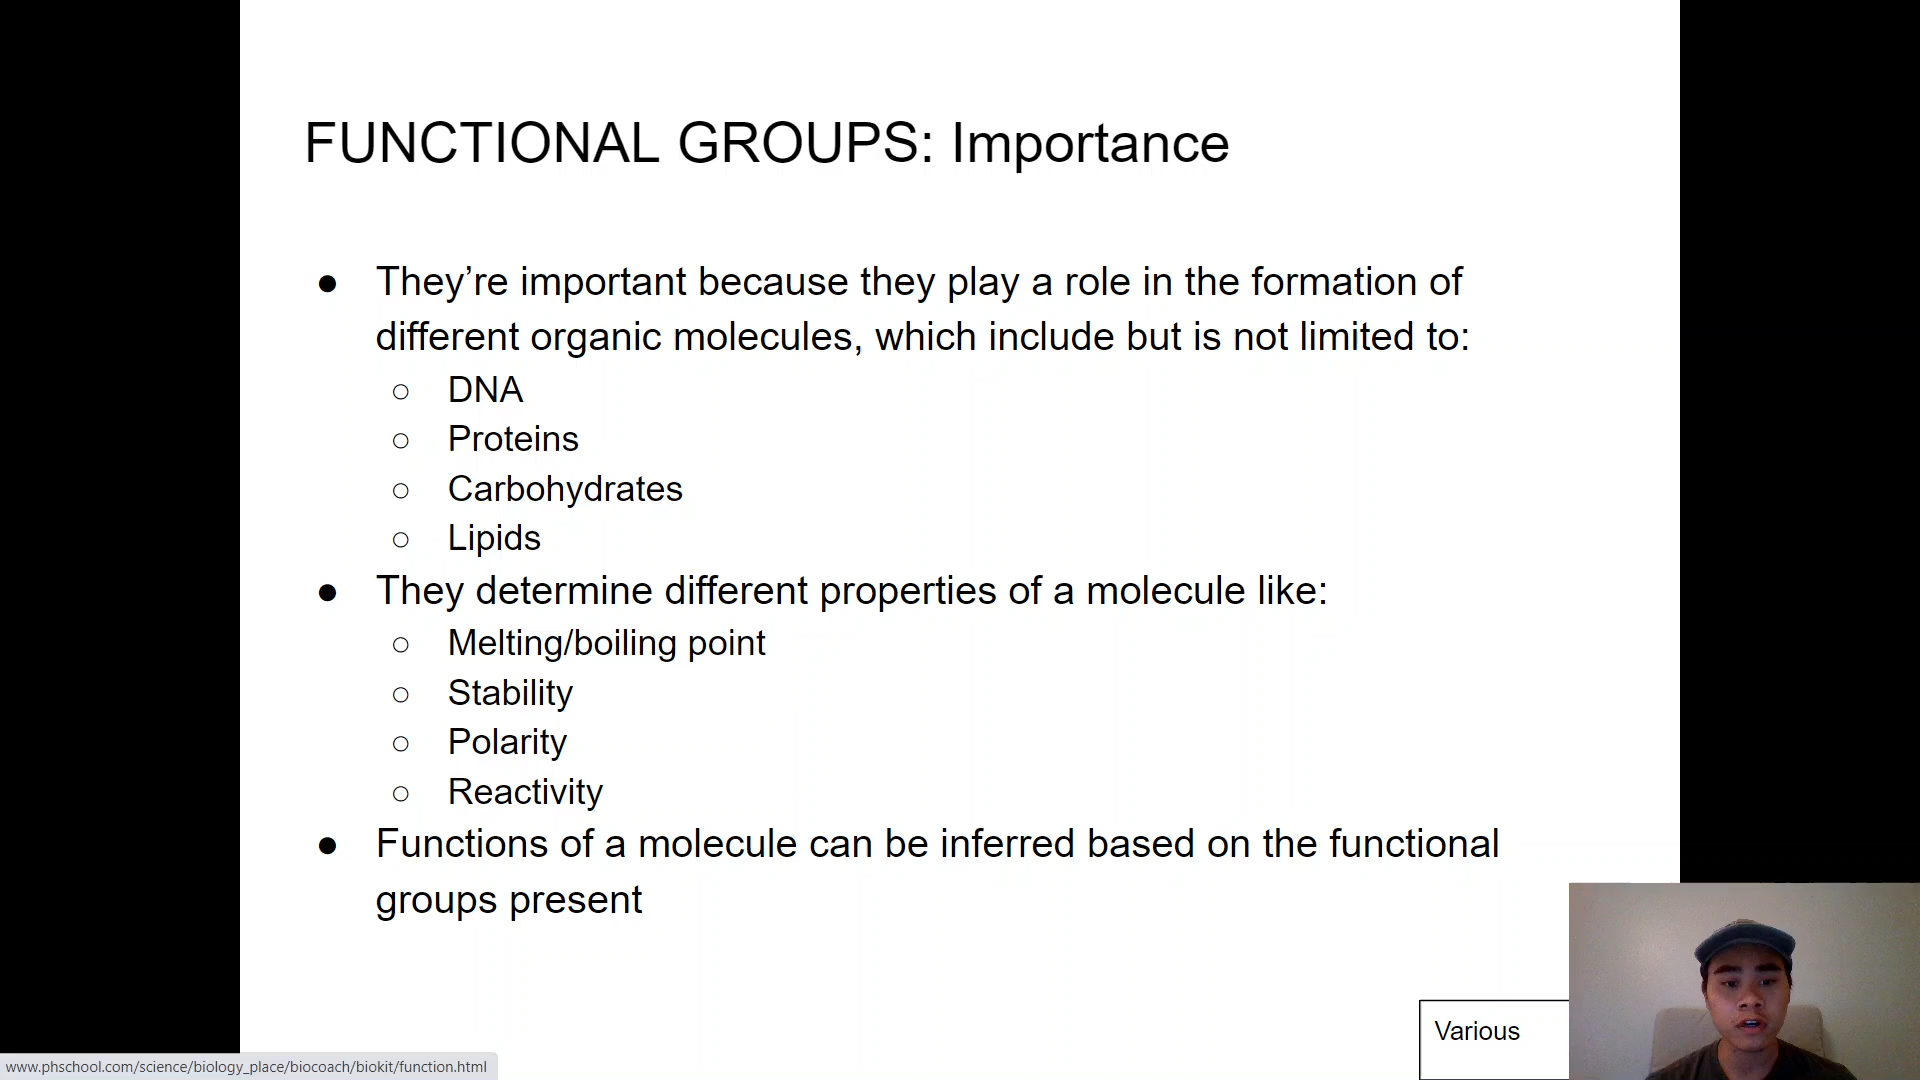 FUNCTIONAL GROUPS: Importance
● They’re important because they play a role in the formation of
different organic molecules, which include but is not limited to:
○ DNA
○ Proteins
○ Carbohydrates
○ Lipids
● They determine different properties of a molecule like:
○ Melting/boiling point
○ Stability
○ Polarity
○ Reactivity
● Functions of a molecule can be inferred based on the functional
groups present
Various
www.phschool.com/science/biology_place/biocoach/biokit/function.html